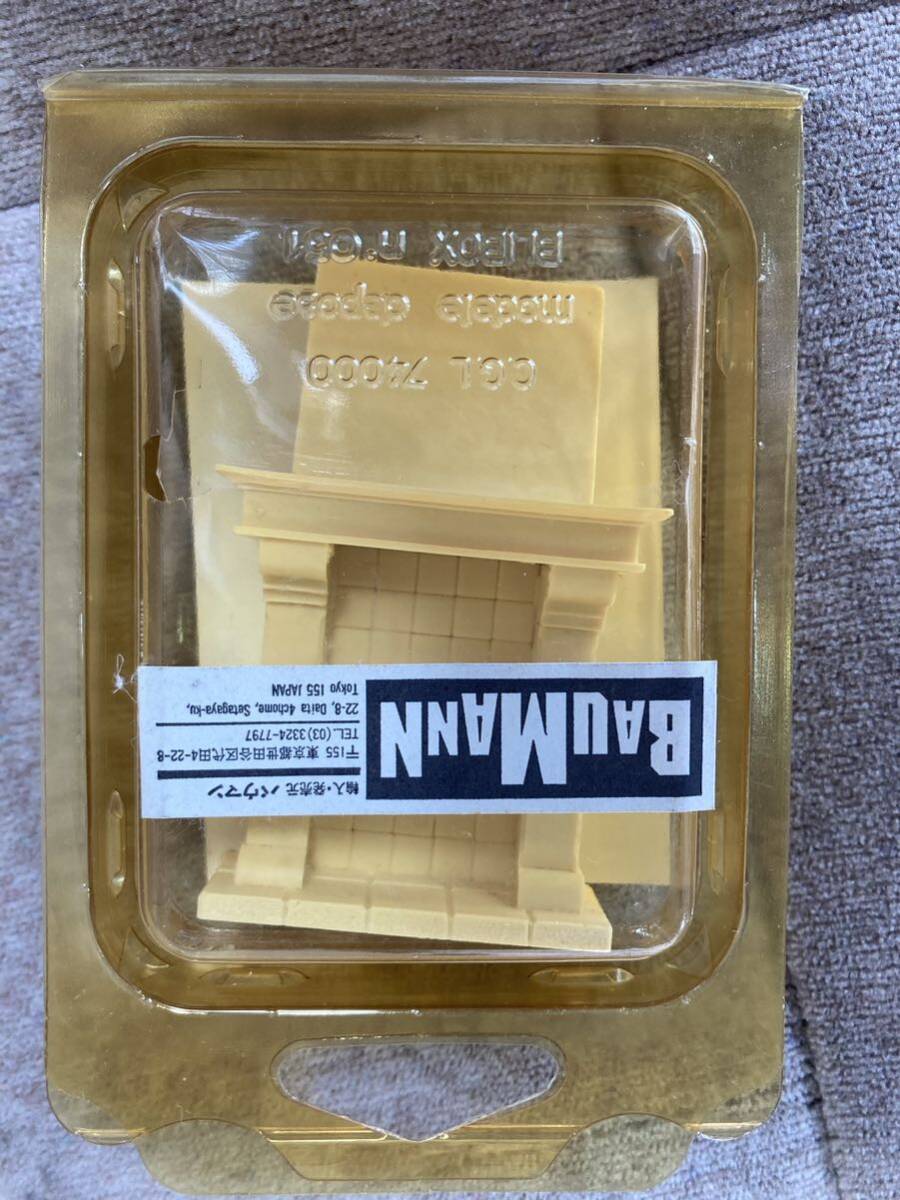 C.G.L 74000
modele depose
PLIBOX n°031
BAUMANN
輸入・発売元 バウマン
〒155 東京都世田谷区代田4-22-8
TEL.(03)3324-7797
22-8, Daita 4chome, Setagaya-ku,
Tokyo 155 JAPAN